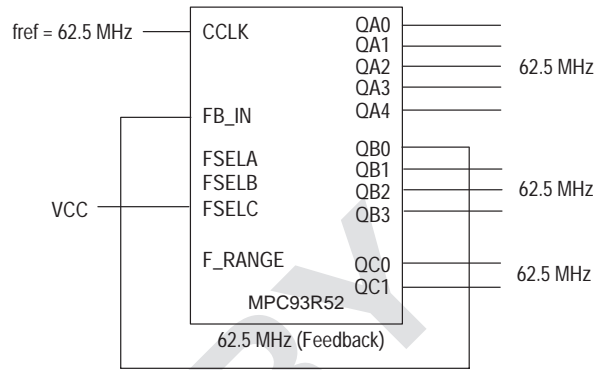 fref = 62.5 MHz
CCLK
QA0
QA1
QA2
QA3
QA4
62.5 MHz
FB_IN
QB0
QB1
QB2
QB3
62.5 MHz
FSELA
FSELB
VCC
FSELC
F_RANGE
QC0
QC1
62.5 MHz
MPC93R52
62.5 MHz (Feedback)